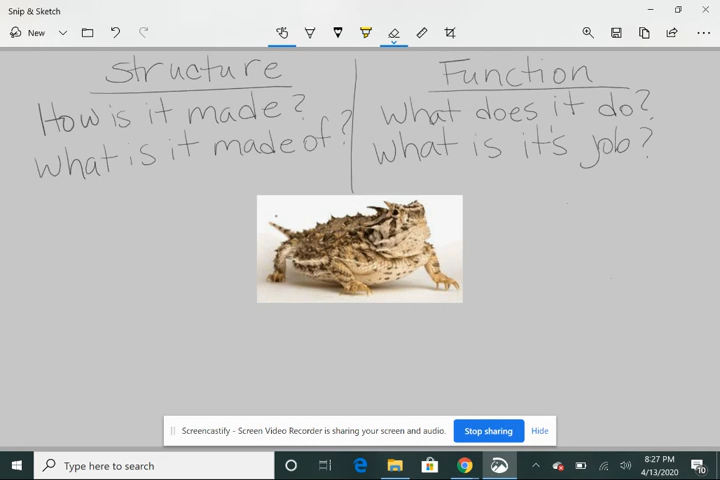 Snip & Sketch
New
Structure
How is it made?
What is it made of?
Function
What does it do?
What is it's job?
Screencastify - Screen Video Recorder is sharing your screen and audio.
Stop sharing
Hide
Type here to search
8:27 PM
4/13/2020
10